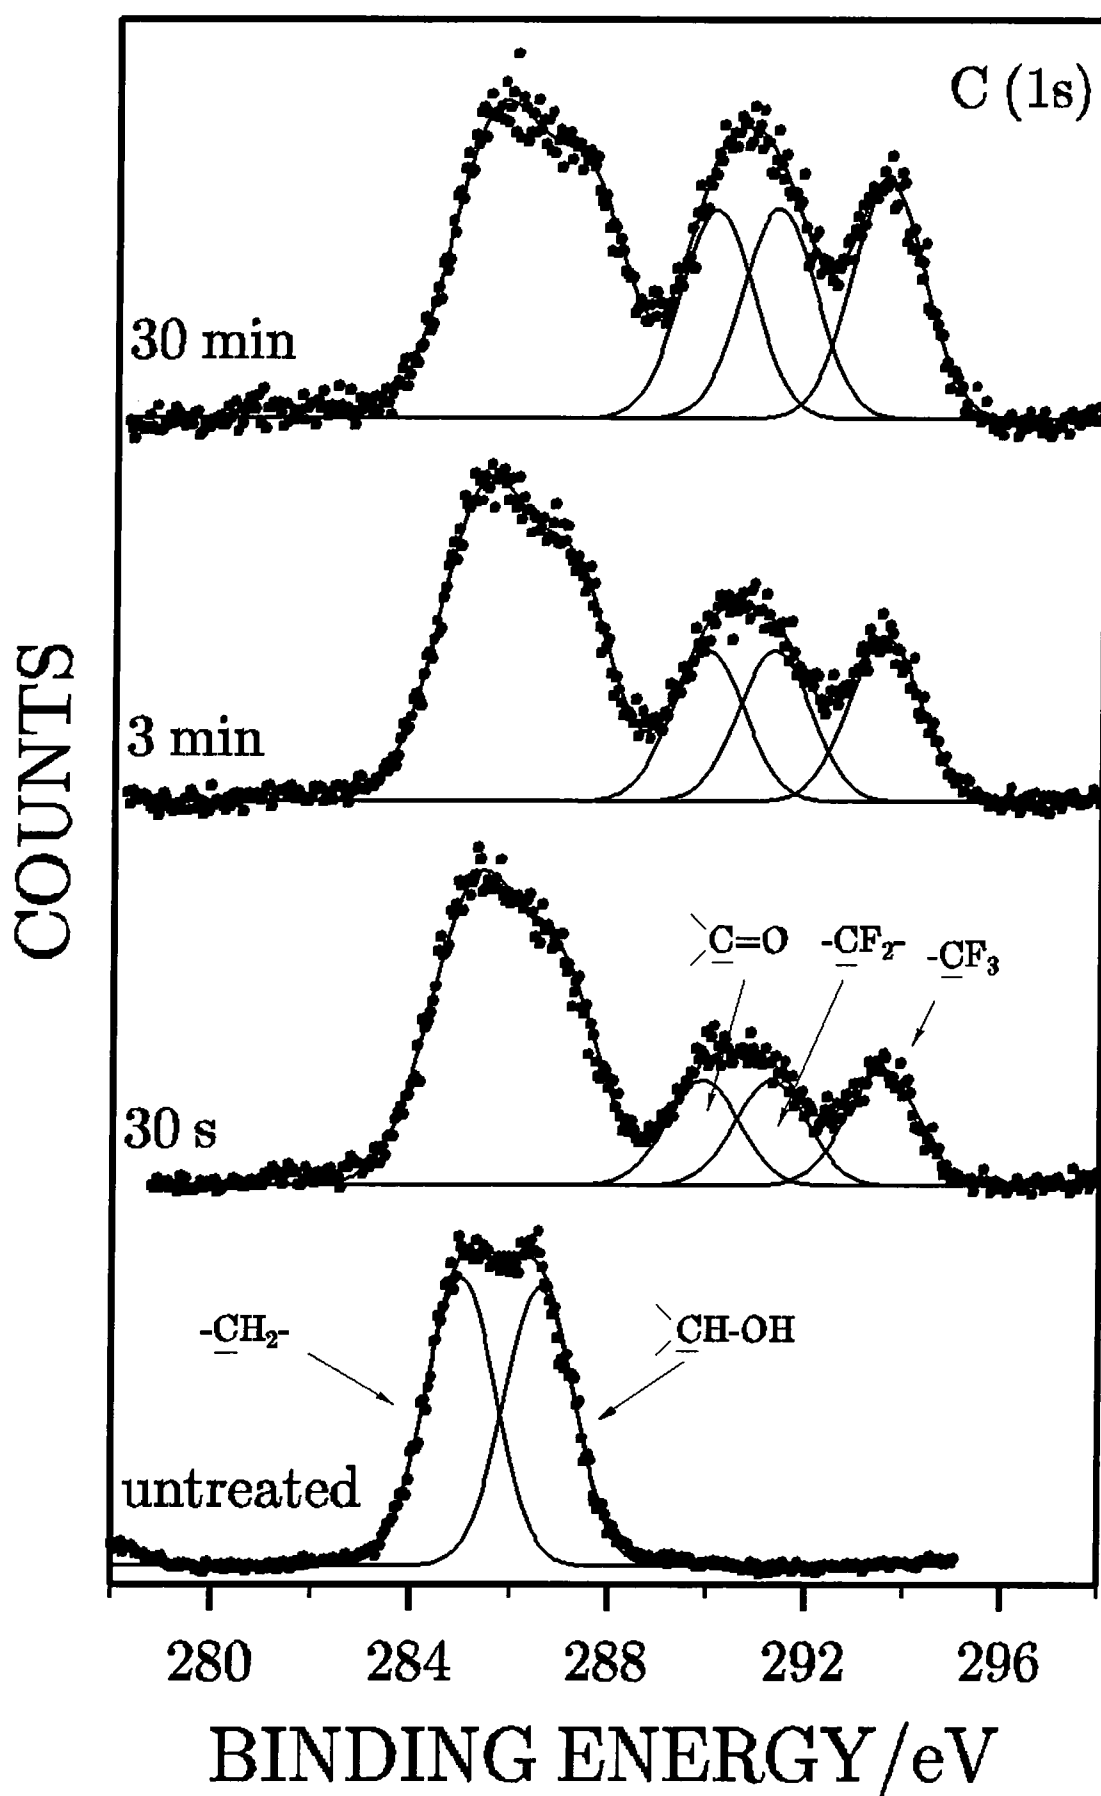 C (1s)
30 min
3 min
COUNTS
C=O
-CF2-
-CF3
30 s
-CH2-
CH-OH
untreated
280 284 288 292 296
BINDING ENERGY/eV